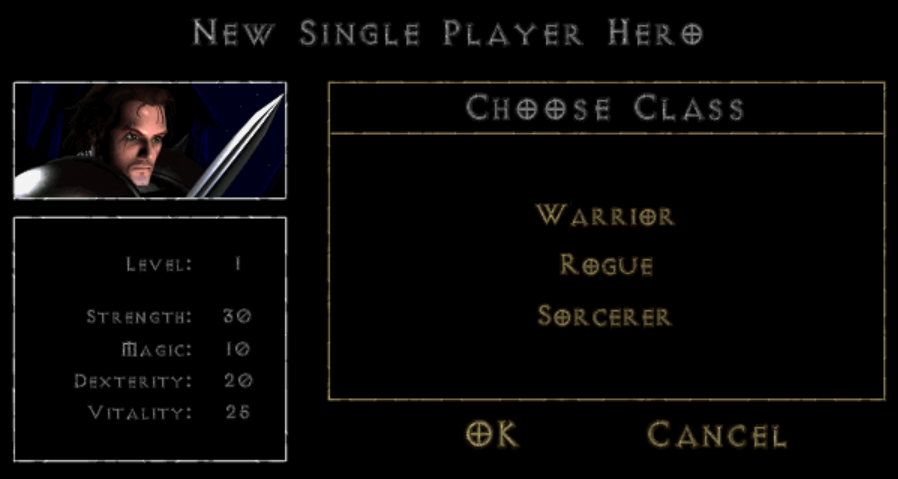 New Single Player Hero
Choose Class
Warrior
Rogue
Sorcerer
Level: 1
Strength: 30
Magic: 10
Dexterity: 20
Vitality: 25
OK
Cancel